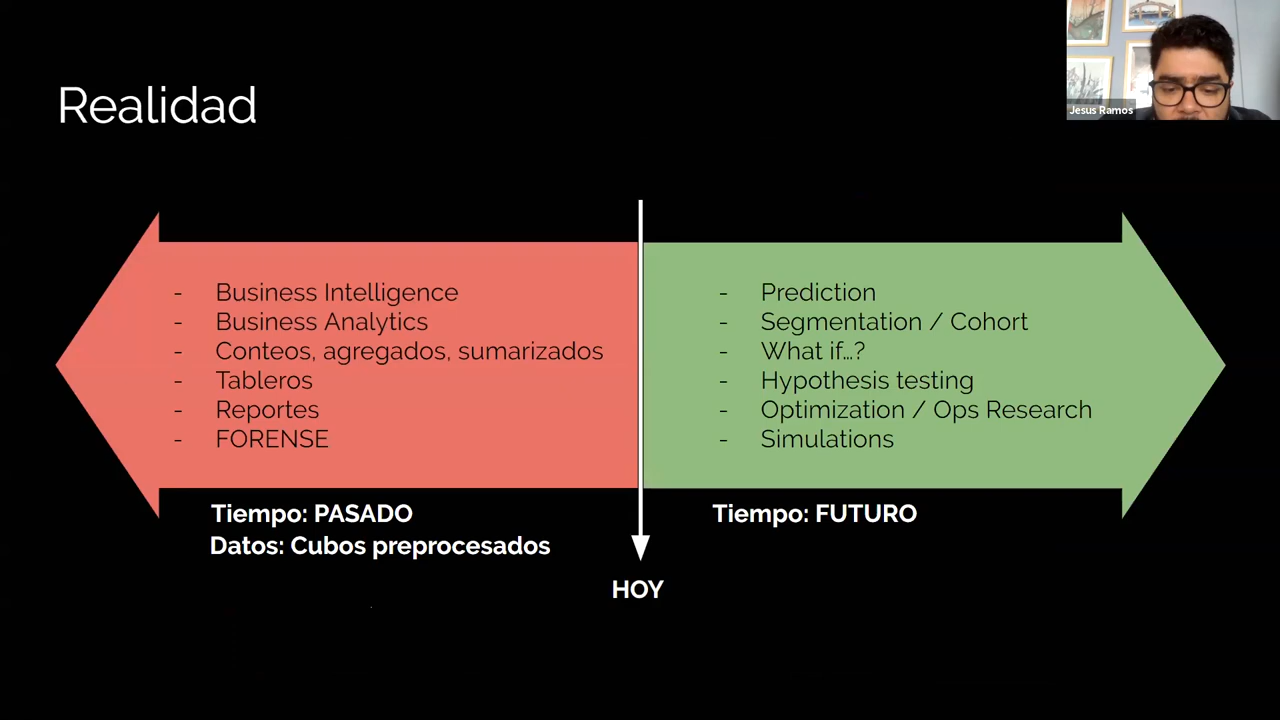 Realidad
Jesus Ramos
- Business Intelligence
- Business Analytics
- Conteos, agregados, sumarizados
- Tableros
- Reportes
- FORENSE
- Prediction
- Segmentation / Cohort
- What if…?
- Hypothesis testing
- Optimization / Ops Research
- Simulations
Tiempo: PASADO
Datos: Cubos preprocesados
Tiempo: FUTURO
HOY